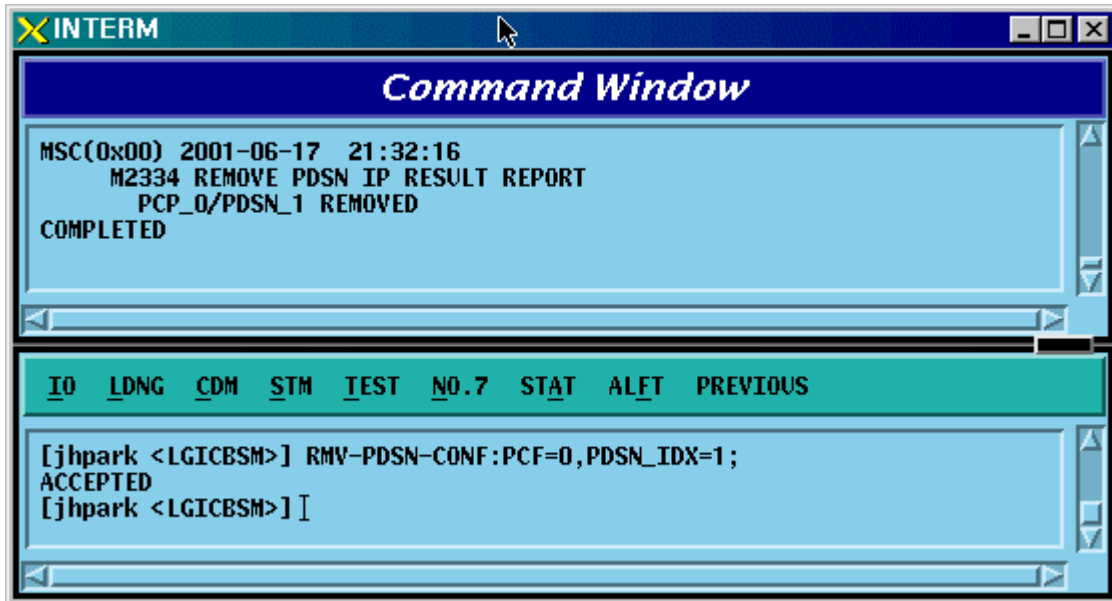 INTERM
Command Window
MSC(0x00) 2001-06-17 21:32:16
M2334 REMOVE PDSN IP RESULT REPORT
PCP_0/PDSN_1 REMOVED
COMPLETED
IO LDNG CDM STM TEST NO.7 STAT ALFT PREVIOUS
[jhpark <LGICBSM>] RMV-PDSN-CONF:PCF=0,PDSN_IDX=1;
ACCEPTED
[jhpark <LGICBSM>]